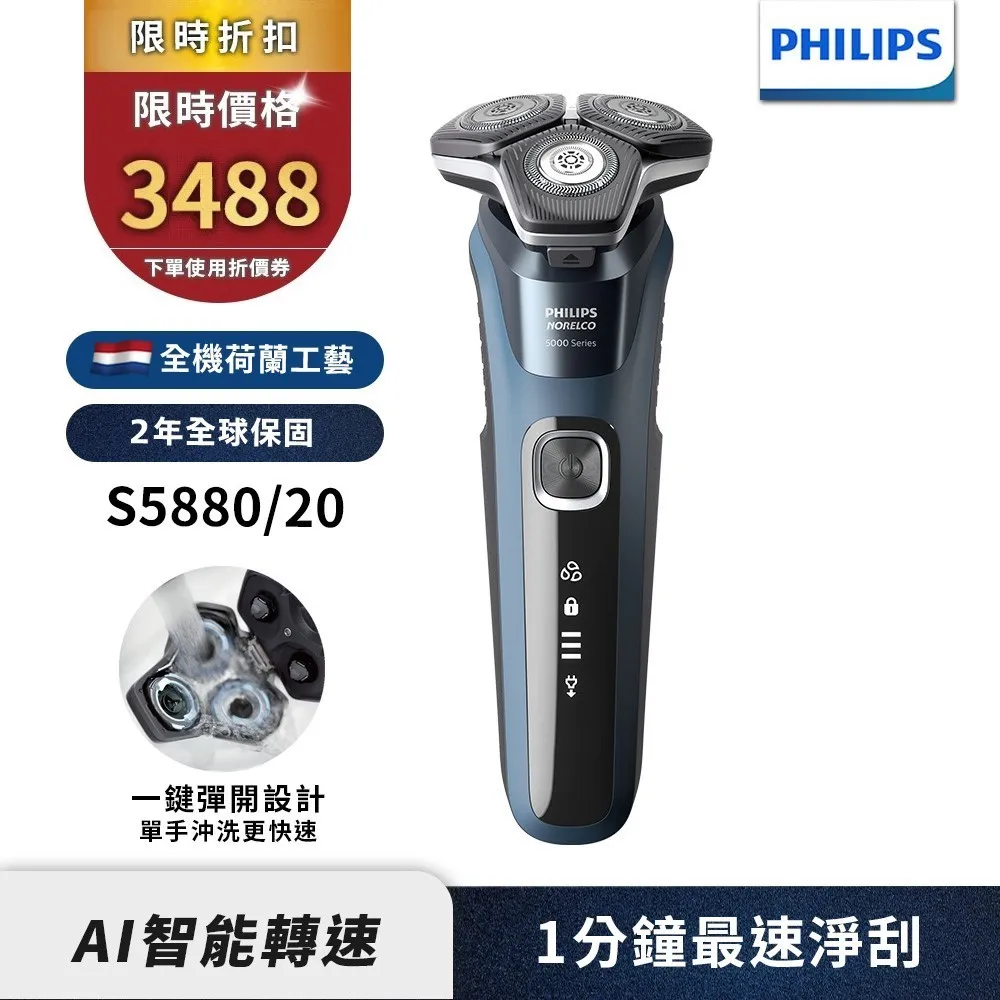 限時折扣
限時價格
3488
下單使用折價券
PHILIPS
全機荷蘭工藝
2年全球保固
S5880/20
PHILIPS
NORELCO
5000 Series
一鍵彈開設計
單手沖洗更快速
AI智能轉速
1分鐘最速淨刮